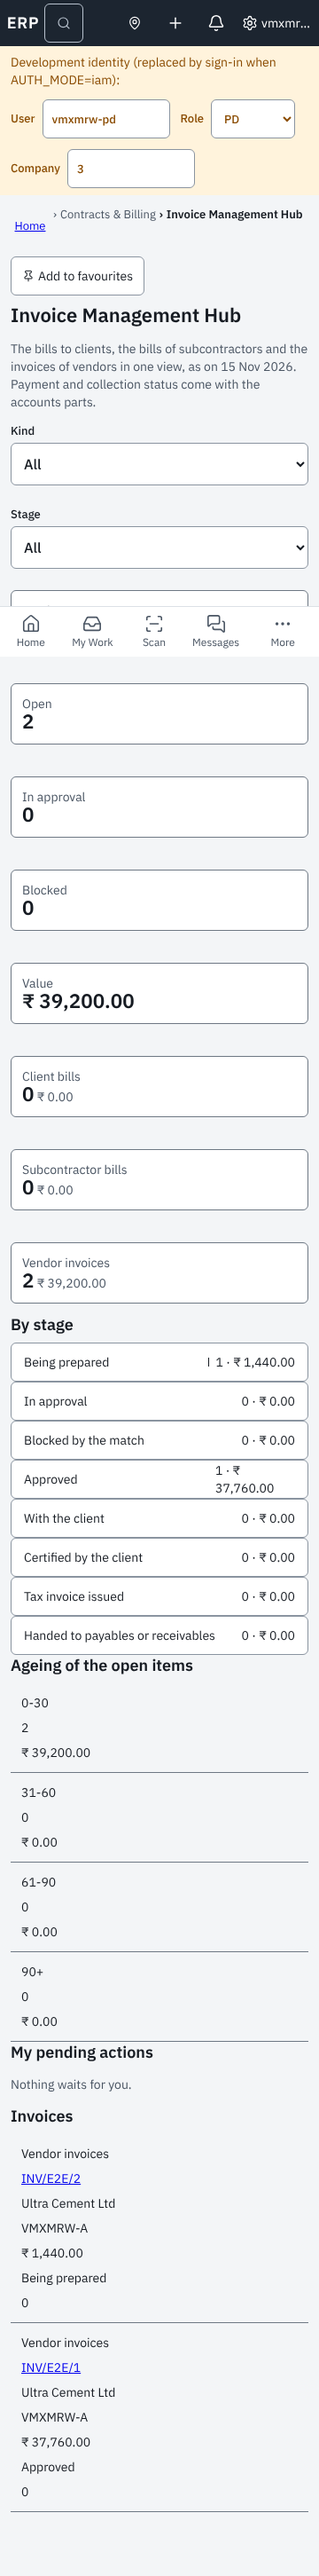 ERP
vmxmr...
Development identity (replaced by sign-in when
AUTH_MODE=iam):
User vmxmrw-pd Role PD
Company 3
Home › Contracts & Billing › Invoice Management Hub
Add to favourites
Invoice Management Hub
The bills to clients, the bills of subcontractors and the
invoices of vendors in one view, as on 15 Nov 2026.
Payment and collection status come with the
accounts parts.
Kind
All
Stage
All
Home My Work Scan Messages More
Open
2
In approval
0
Blocked
0
Value
₹ 39,200.00
Client bills
0 ₹ 0.00
Subcontractor bills
0 ₹ 0.00
Vendor invoices
2 ₹ 39,200.00
By stage
Being prepared 1 · ₹ 1,440.00
In approval 0 · ₹ 0.00
Blocked by the match 0 · ₹ 0.00
Approved 1 · ₹
37,760.00
With the client 0 · ₹ 0.00
Certified by the client 0 · ₹ 0.00
Tax invoice issued 0 · ₹ 0.00
Handed to payables or receivables 0 · ₹ 0.00
Ageing of the open items
0-30
2
₹ 39,200.00
31-60
0
₹ 0.00
61-90
0
₹ 0.00
90+
0
₹ 0.00
My pending actions
Nothing waits for you.
Invoices
Vendor invoices
INV/E2E/2
Ultra Cement Ltd
VMXMRW-A
₹ 1,440.00
Being prepared
0
Vendor invoices
INV/E2E/1
Ultra Cement Ltd
VMXMRW-A
₹ 37,760.00
Approved
0